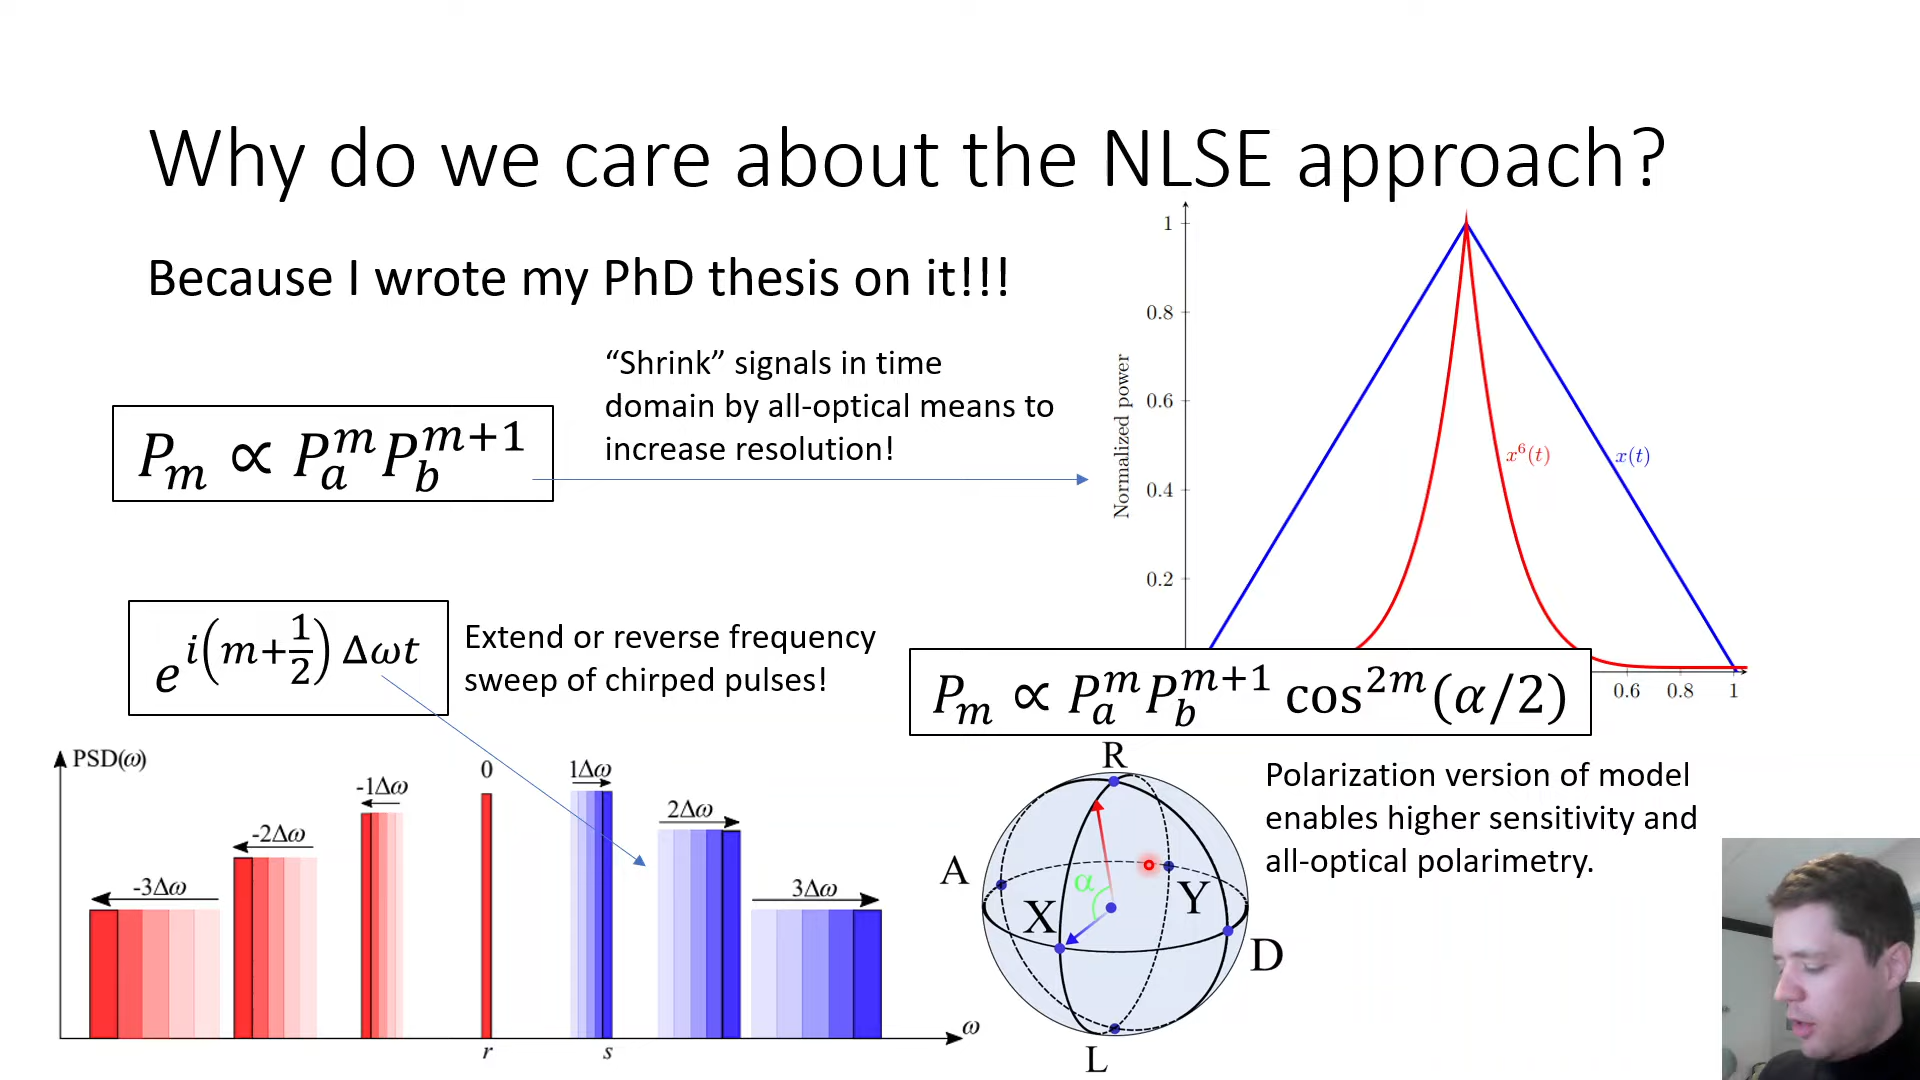 Why do we care about the NLSE approach?
Because I wrote my PhD thesis on it!!!
“Shrink” signals in time
domain by all-optical means to
increase resolution!
P_m ∝ P_a^m P_b^{m+1}
Normalized power
1
0.8
0.6
0.4
0.2
x^6(t)
x(t)
0.6 0.8 1
e^{i(m+1/2) Δωt}
Extend or reverse frequency
sweep of chirped pulses!
P_m ∝ P_a^m P_b^{m+1} cos^{2m}(α/2)
PSD(ω)
-3Δω
-2Δω
-1Δω
0
1Δω
2Δω
3Δω
r
s
ω
R
A
α
X
Y
D
L
Polarization version of model
enables higher sensitivity and
all-optical polarimetry.